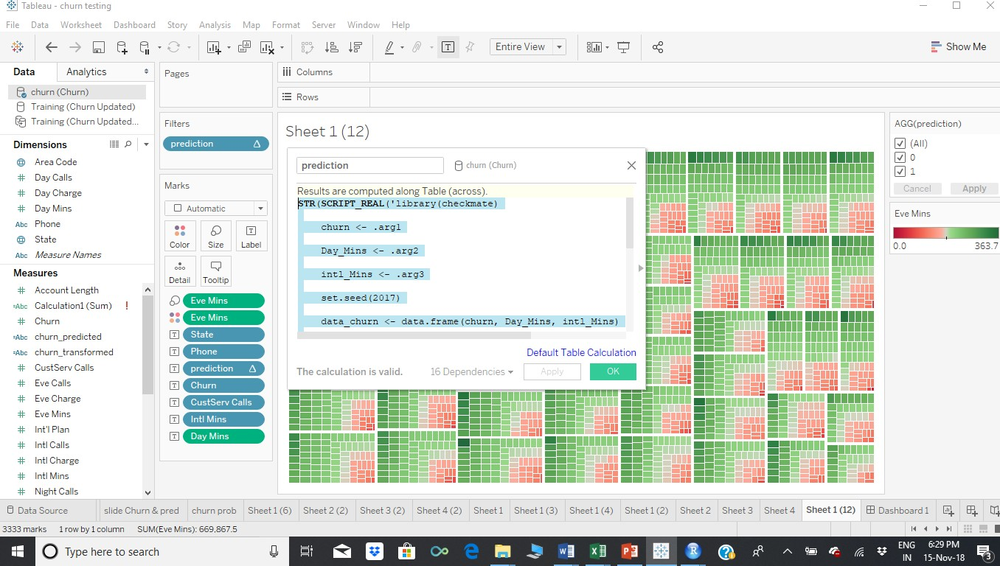 Tableau - churn testing
File Data Worksheet Dashboard Story Analysis Map Format Server Window Help
Entire View
Show Me
Data Analytics
churn (Churn)
Training (Churn Updated)
Training (Churn Updated...
Dimensions
Area Code
Day Calls
Day Charge
Day Mins
Abc Phone
State
Abc Measure Names
Measures
Account Length
=Abc Calculation1 (Sum) !
Churn
=Abc churn_predicted
=Abc churn_transformed
CustServ Calls
Eve Calls
Eve Charge
Eve Mins
Int'l Plan
Intl Calls
Intl Charge
Intl Mins
Night Calls
Pages
Filters
prediction Δ
Marks
Automatic
Color Size Label
Detail Tooltip
Eve Mins
Eve Mins
State
Phone
prediction Δ
Churn
CustServ Calls
Intl Mins
Day Mins
Columns
Rows
Sheet 1 (12)
prediction churn (Churn)
Results are computed along Table (across).
STR(SCRIPT_REAL('library(checkmate)
churn <- .arg1
Day_Mins <- .arg2
intl_Mins <- .arg3
set.seed(2017)
data_churn <- data.frame(churn, Day_Mins, intl_Mins)
Default Table Calculation
The calculation is valid. 16 Dependencies Apply OK
AGG(prediction)
(All)
0
1
Cancel Apply
Eve Mins
0.0 363.7
Data Source slide Churn & pred churn prob Sheet 1 (6) Sheet 2 (2) Sheet 3 (2) Sheet 4 (2) Sheet 1 Sheet 1 (3) Sheet 1 (4) Sheet 1 (2) Sheet 2 Sheet 3 Sheet 4 Sheet 1 (12) Dashboard 1
3333 marks 1 row by 1 column SUM(Eve Mins): 669,867.5
Type here to search
ENG 6:29 PM
IN 15-Nov-18
3